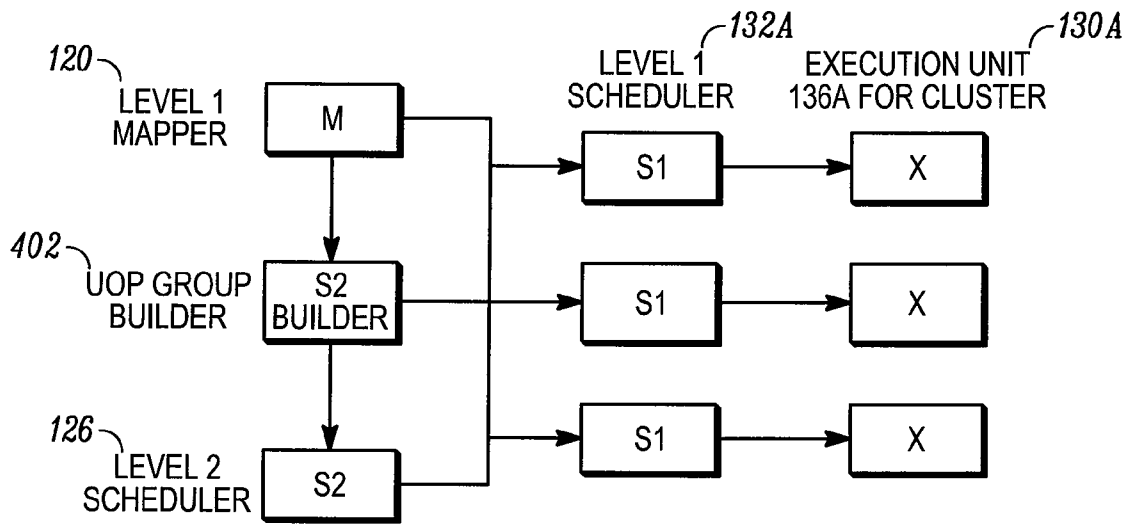 120
LEVEL 1
MAPPER
M
132A
LEVEL 1
SCHEDULER
130A
EXECUTION UNIT
136A FOR CLUSTER
S1
X
402
UOP GROUP
BUILDER
S2
BUILDER
S1
X
126
LEVEL 2
SCHEDULER
S2
S1
X